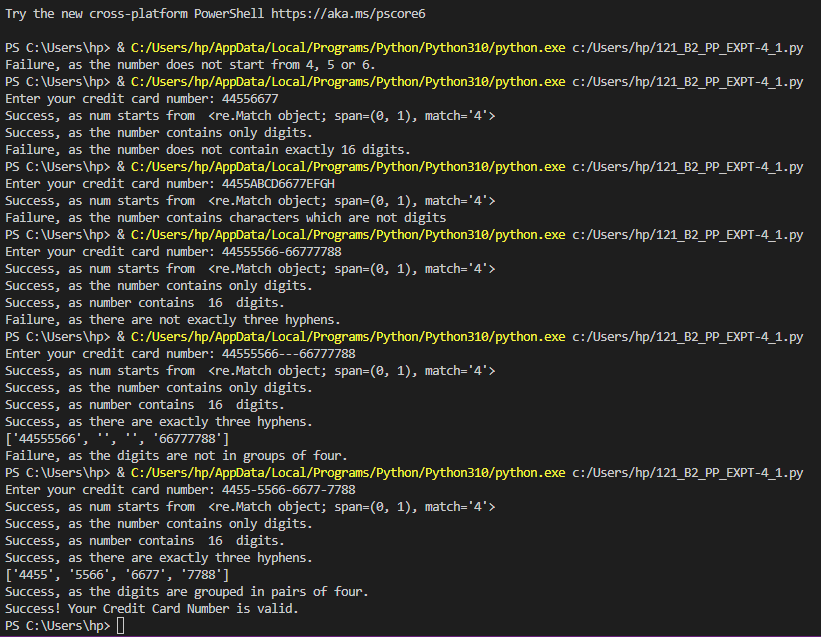 Try the new cross-platform PowerShell https://aka.ms/pscore6
PS C:\Users\hp> & C:/Users/hp/AppData/Local/Programs/Python/Python310/python.exe c:/Users/hp/121_B2_PP_EXPT-4_1.py
Failure, as the number does not start from 4, 5 or 6.
PS C:\Users\hp> & C:/Users/hp/AppData/Local/Programs/Python/Python310/python.exe c:/Users/hp/121_B2_PP_EXPT-4_1.py
Enter your credit card number: 44556677
Success, as num starts from  <re.Match object; span=(0, 1), match='4'>
Success, as the number contains only digits.
Failure, as the number does not contain exactly 16 digits.
PS C:\Users\hp> & C:/Users/hp/AppData/Local/Programs/Python/Python310/python.exe c:/Users/hp/121_B2_PP_EXPT-4_1.py
Enter your credit card number: 4455ABCD6677EFGH
Success, as num starts from  <re.Match object; span=(0, 1), match='4'>
Failure, as the number contains characters which are not digits
PS C:\Users\hp> & C:/Users/hp/AppData/Local/Programs/Python/Python310/python.exe c:/Users/hp/121_B2_PP_EXPT-4_1.py
Enter your credit card number: 44555566-66777788
Success, as num starts from  <re.Match object; span=(0, 1), match='4'>
Success, as the number contains only digits.
Success, as number contains  16  digits.
Failure, as there are not exactly three hyphens.
PS C:\Users\hp> & C:/Users/hp/AppData/Local/Programs/Python/Python310/python.exe c:/Users/hp/121_B2_PP_EXPT-4_1.py
Enter your credit card number: 44555566---66777788
Success, as num starts from  <re.Match object; span=(0, 1), match='4'>
Success, as the number contains only digits.
Success, as number contains  16  digits.
Success, as there are exactly three hyphens.
['44555566', '', '', '66777788']
Failure, as the digits are not in groups of four.
PS C:\Users\hp> & C:/Users/hp/AppData/Local/Programs/Python/Python310/python.exe c:/Users/hp/121_B2_PP_EXPT-4_1.py
Enter your credit card number: 4455-5566-6677-7788
Success, as num starts from  <re.Match object; span=(0, 1), match='4'>
Success, as the number contains only digits.
Success, as number contains  16  digits.
Success, as there are exactly three hyphens.
['4455', '5566', '6677', '7788']
Success, as the digits are grouped in pairs of four.
Success! Your Credit Card Number is valid.
PS C:\Users\hp>